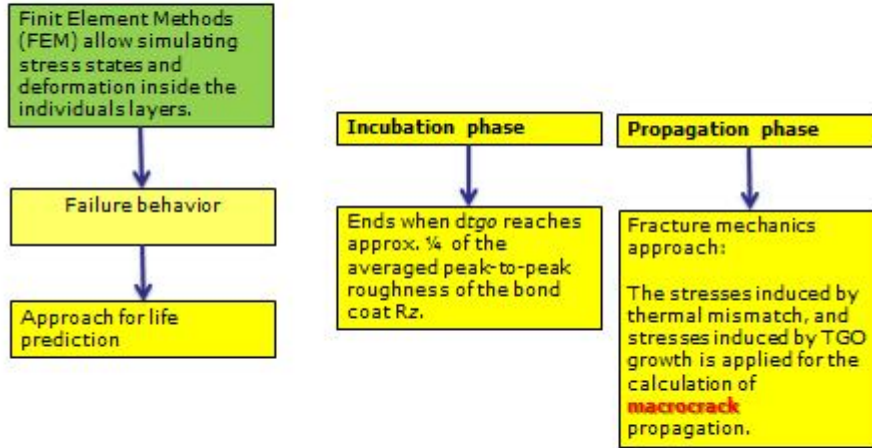 Finit Element Methods
(FEM) allow simulating
stress states and
deformation inside the
individuals layers.
Failure behavior
Approach for life
prediction
Incubation phase
Ends when dtgo reaches
approx. ¼ of the
averaged peak-to-peak
roughness of the bond
coat Rz.
Propagation phase
Fracture mechanics
approach:
The stresses induced by
thermal mismatch, and
stresses induced by TGO
growth is applied for the
calculation of
macrocrack
propagation.